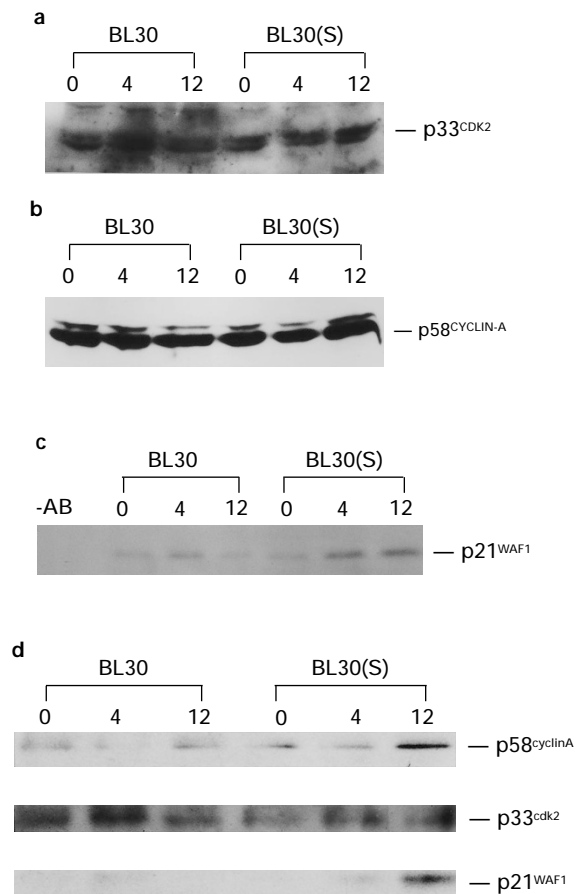 a
BL30 BL30(S)
0 4 12 0 4 12
p33CDK2
b
BL30 BL30(S)
0 4 12 0 4 12
p58CYCLIN-A
c
BL30 BL30(S)
-AB 0 4 12 0 4 12
p21WAF1
d
BL30 BL30(S)
0 4 12 0 4 12
p58cyclinA
p33cdk2
p21WAF1